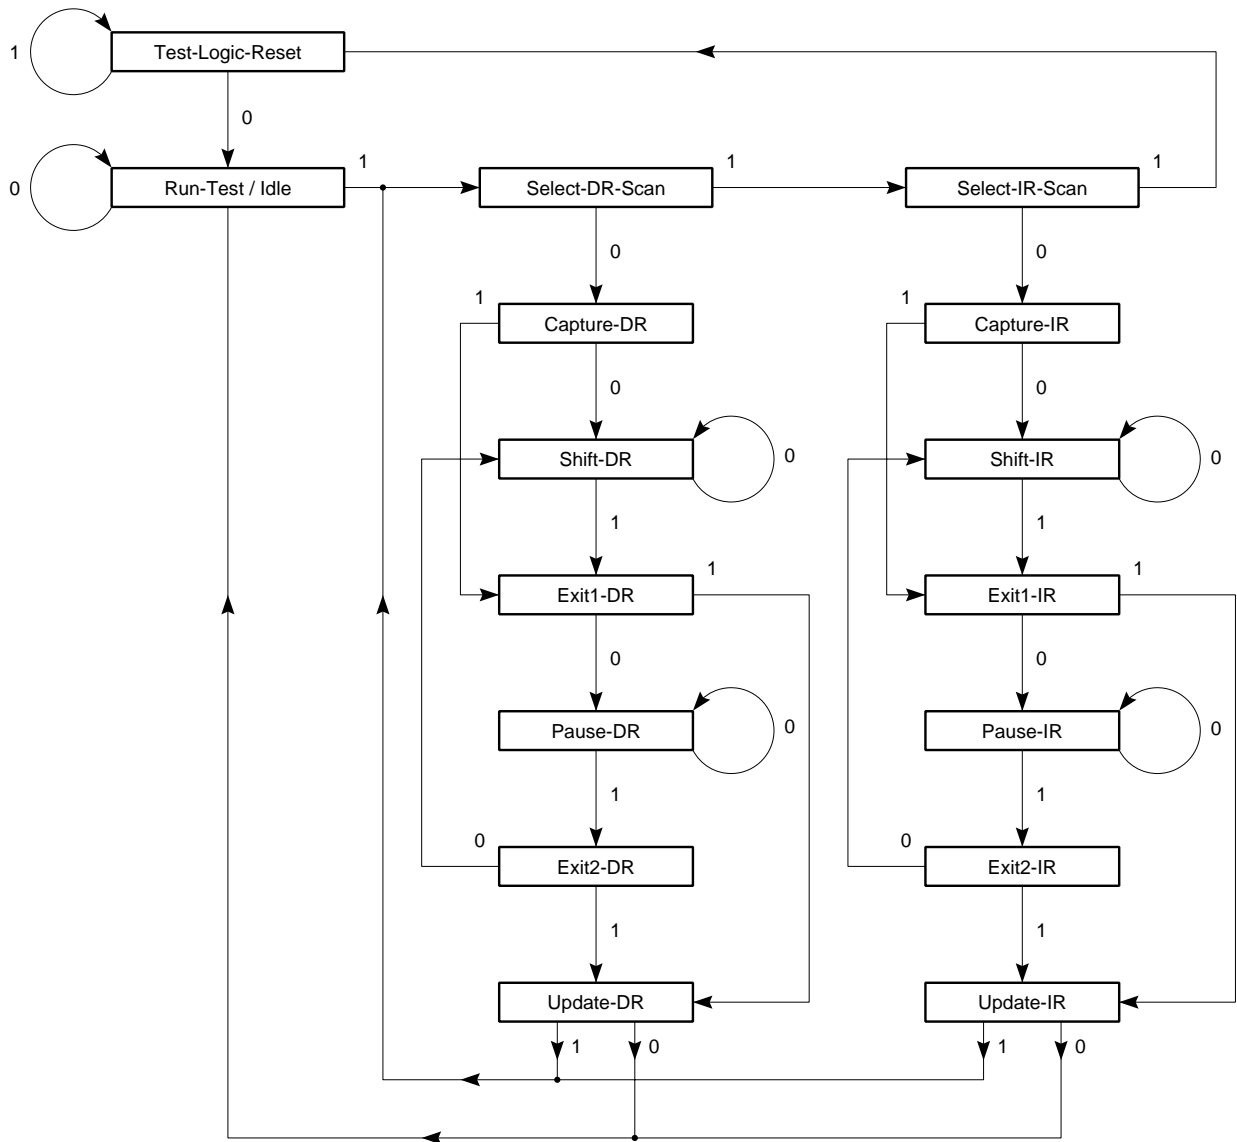 1
Test-Logic-Reset
0
0
Run-Test / Idle
1
Select-DR-Scan
1
Select-IR-Scan
1
0
0
1
Capture-DR
1
Capture-IR
0
0
Shift-DR
0
Shift-IR
0
1
1
Exit1-DR
1
Exit1-IR
1
0
0
Pause-DR
0
Pause-IR
0
1
1
0
Exit2-DR
0
Exit2-IR
1
1
Update-DR
Update-IR
1
0
1
0